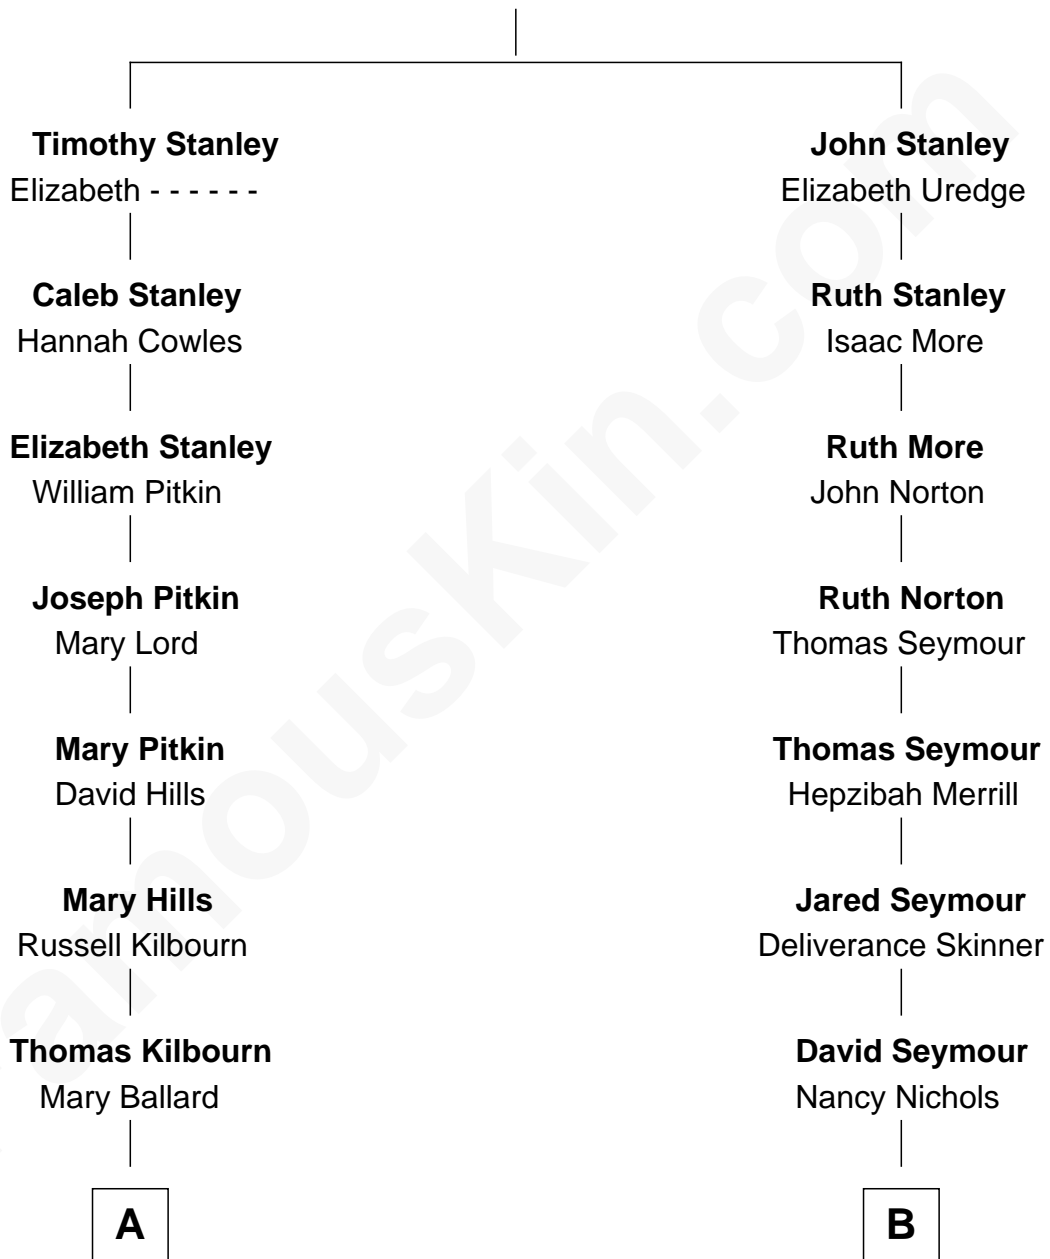 Timothy Stanley
Elizabeth - - - - - -
Caleb Stanley
Hannah Cowles
Elizabeth Stanley
William Pitkin
Joseph Pitkin
Mary Lord
Mary Pitkin
David Hills
Mary Hills
Russell Kilbourn
Thomas Kilbourn
Mary Ballard
A
John Stanley
Elizabeth Uredge
Ruth Stanley
Isaac More
Ruth More
John Norton
Ruth Norton
Thomas Seymour
Thomas Seymour
Hepzibah Merrill
Jared Seymour
Deliverance Skinner
David Seymour
Nancy Nichols
B
amousKin.com